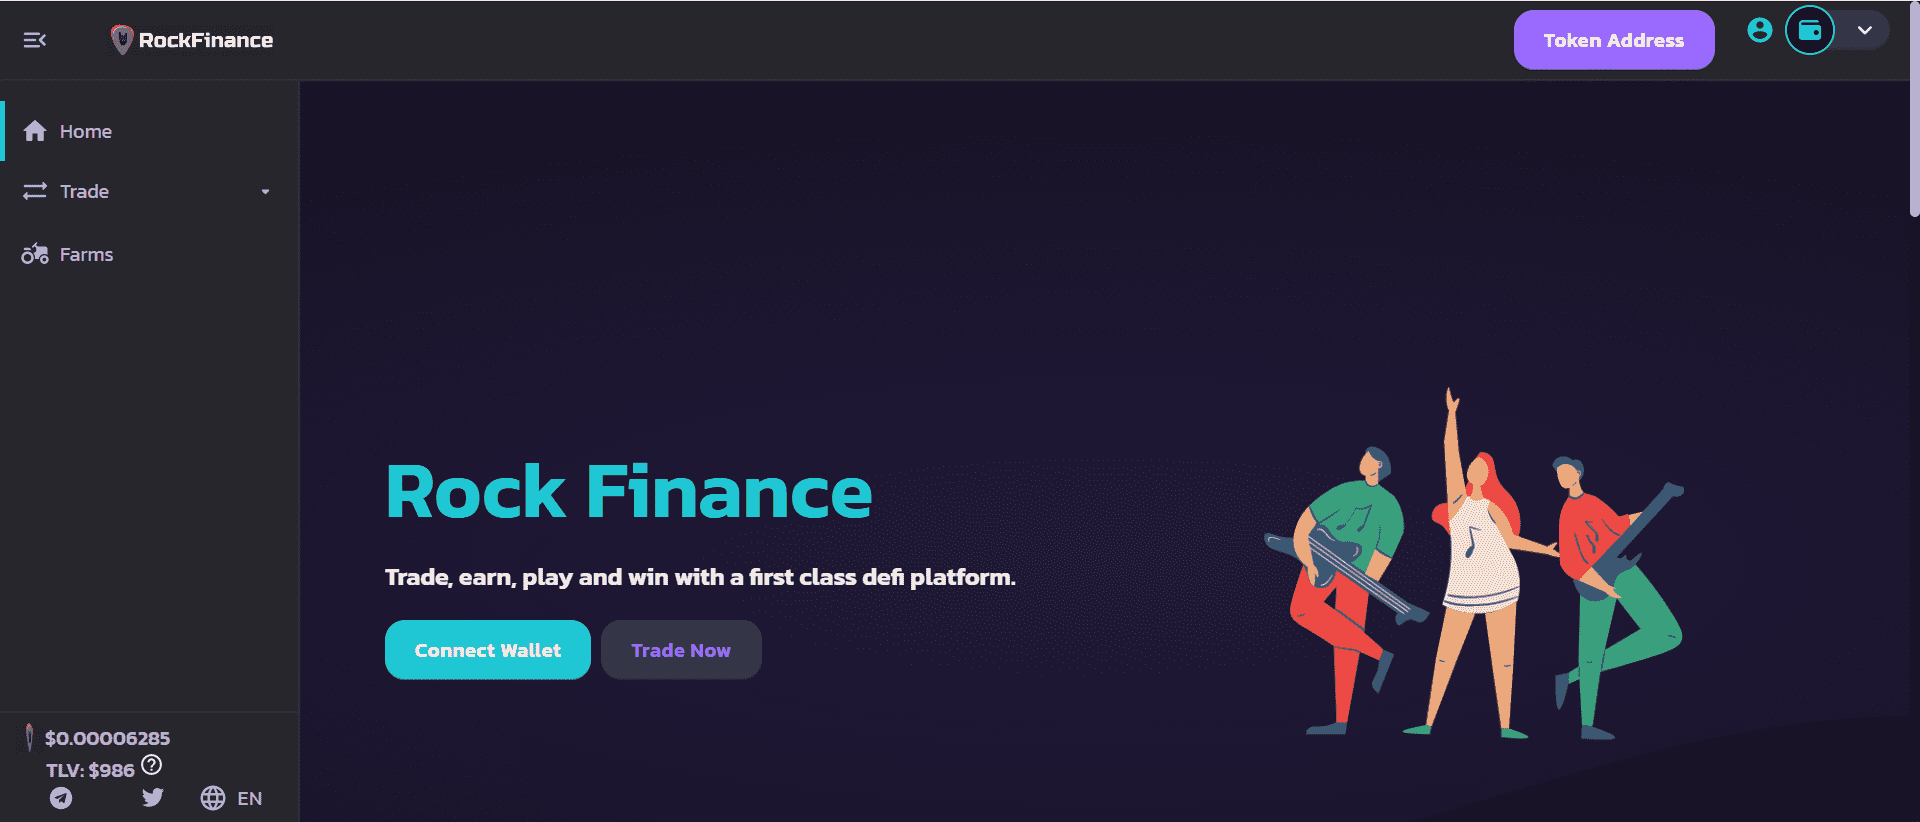 RockFinance
Token Address
Home
Trade
Farms
Rock Finance
Trade, earn, play and win with a first class defi platform.
Connect Wallet
Trade Now
$0.00006285
TLV: $986 ?
EN